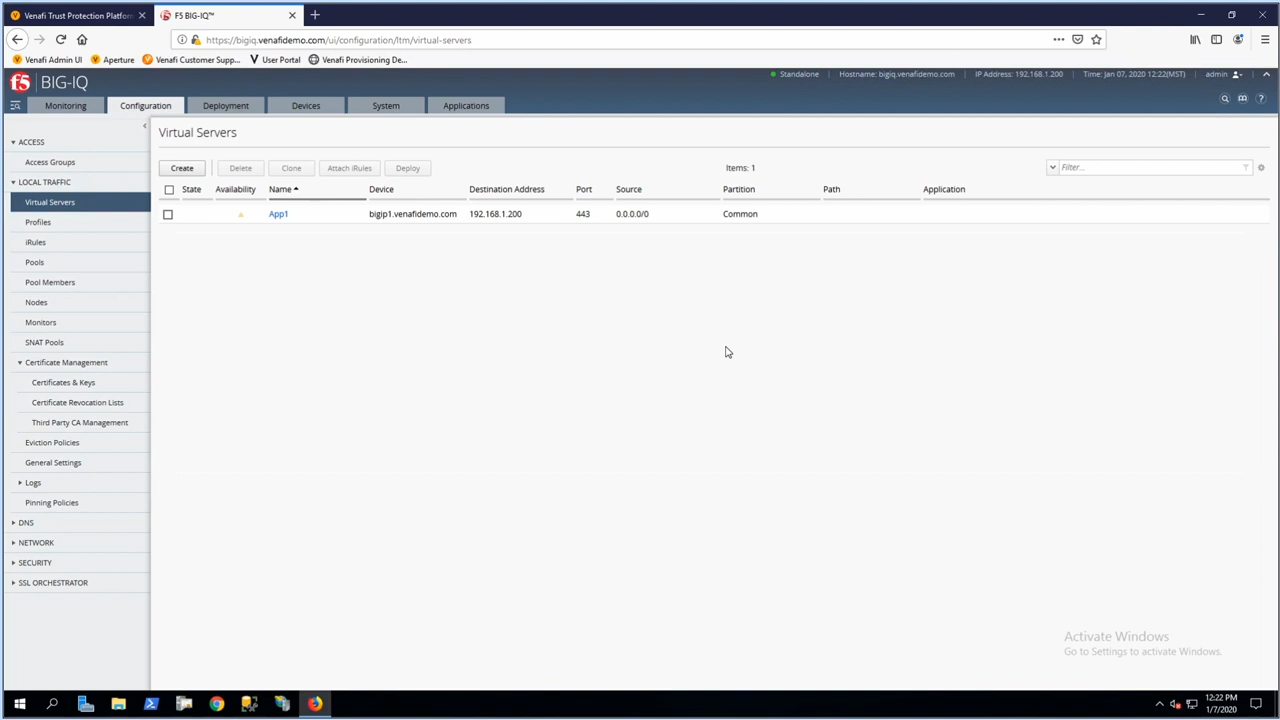 Venafi Trust Protection Platforr
F5 BIG-IQ™
https://bigiq.venafidemo.com/ui/configuration/ltm/virtual-servers
Venafi Admin UI
Aperture
Venafi Customer Supp...
User Portal
Venafi Provisioning De...
f5 BIG-IQ
Standalone
Hostname: bigiq.venafidemo.com
IP Address: 192.168.1.200
Time: Jan 07, 2020 12:22(MST)
admin
Monitoring
Configuration
Deployment
Devices
System
Applications
ACCESS
Access Groups
LOCAL TRAFFIC
Virtual Servers
Profiles
iRules
Pools
Pool Members
Nodes
Monitors
SNAT Pools
Certificate Management
Certificates & Keys
Certificate Revocation Lists
Third Party CA Management
Eviction Policies
General Settings
Logs
Pinning Policies
DNS
NETWORK
SECURITY
SSL ORCHESTRATOR
Virtual Servers
Create
Delete
Clone
Attach iRules
Deploy
Items: 1
Filter...
State Availability Name Device Destination Address Port Source Partition Path Application
App1 bigip1.venafidemo.com 192.168.1.200 443 0.0.0.0/0 Common
Activate Windows
Go to Settings to activate Windows.
12:22 PM
1/7/2020